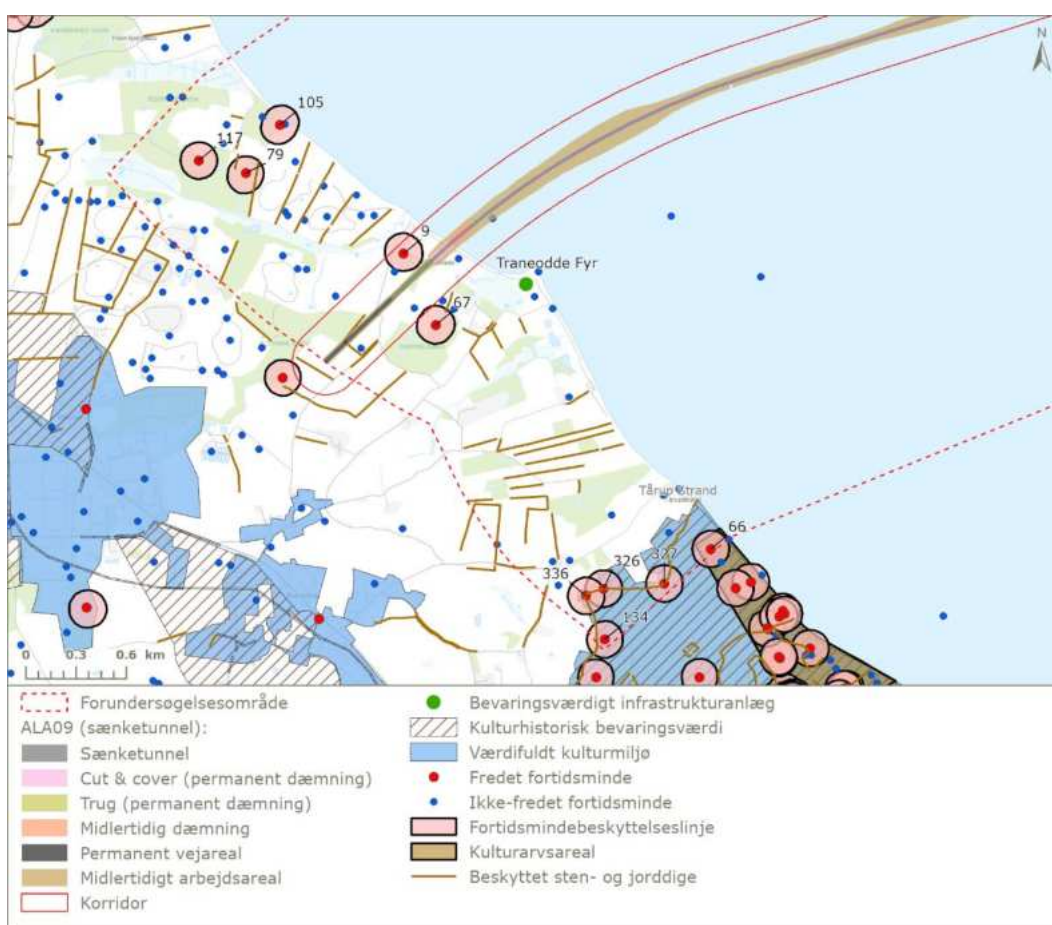 N
105
117
79
9
Traneodde Fyr
67
Tårup Strand
66
326
327
336
134
0 0.3 0.6 km
Forundersøgelsesområde
ALA09 (sænketunnel):
Sænketunnel
Cut & cover (permanent dæmning)
Trug (permanent dæmning)
Midlertidig dæmning
Permanent vejareal
Midlertidigt arbejdsareal
Korridor
Bevaringsværdigt infrastrukturanlæg
Kulturhistorisk bevaringsværdi
Værdifuldt kulturmiljø
Fredet fortidsminde
Ikke-fredet fortidsminde
Fortidsmindebeskyttelseslinje
Kulturarvsareal
Beskyttet sten- og jorddige